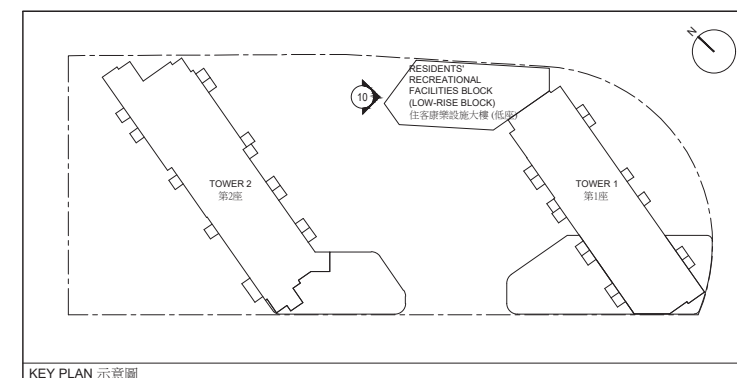 N
RESIDENTS'
RECREATIONAL
FACILITIES BLOCK
(LOW-RISE BLOCK)
住客康樂設施大樓 (低座)
10
TOWER 2
第2座
TOWER 1
第1座
KEY PLAN 示意圖